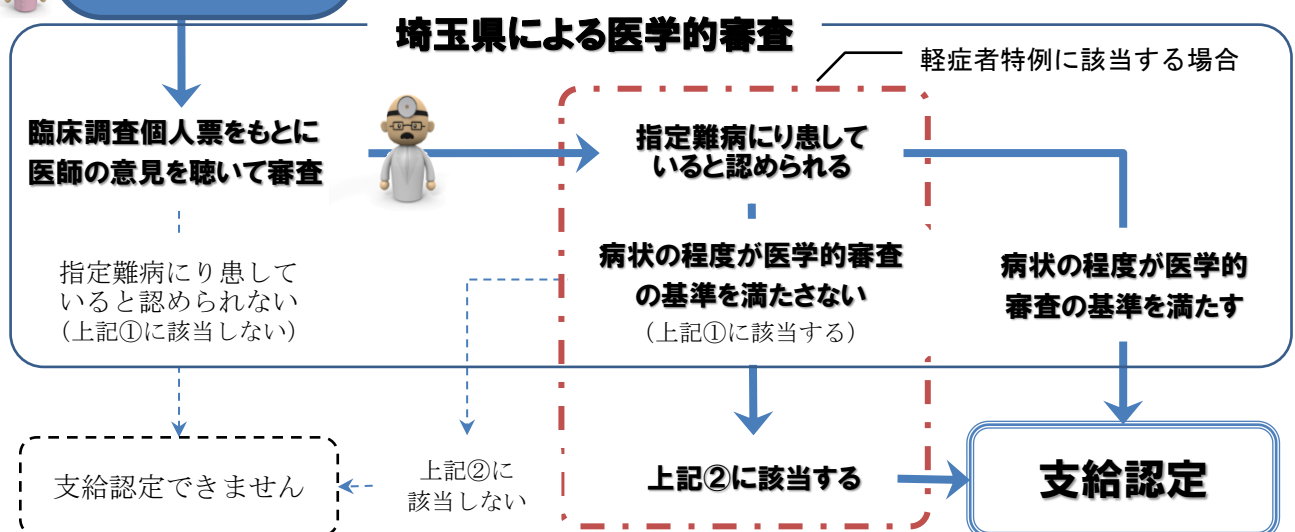 埼玉県による医学的審査
軽症者特例に該当する場合
臨床調査個人票をもとに
医師の意見を聴いて審査
指定難病にり患して
いると認められる
指定難病にり患して
いると認められない
（上記①に該当しない）
病状の程度が医学的審査
の基準を満たさない
（上記①に該当する）
病状の程度が医学的
審査の基準を満たす
支給認定できません
上記②に
該当しない
上記②に該当する
支給認定